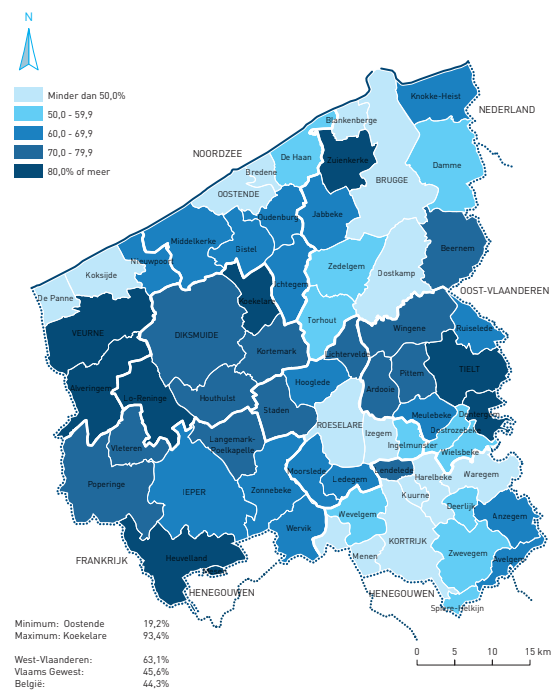 N
Minder dan 50,0%
50,0 - 59,9
60,0 - 69,9
70,0 - 79,9
80,0% of meer
Knokke-Heist
NEDERLAND
Blankenberge
NOORDZEE
De Haan
Zuienkerke
Damme
Bredene
BRUGGE
OOSTENDE
Oudenburg
Jabbeke
Middelkerke
Gistel
Beernem
Nieuwpoort
Zedelgem
Oostkamp
Koksijde
Ichtegem
OOST-VLAANDEREN
De Panne
Koekelare
Torhout
VEURNE
DIKSMUIDE
Wingene
Ruiselede
Kortemark
Lichtervelde
TIELT
Pittem
Alveringem
Hooglede
Ardooie
Lo-Reninge
Houthulst
Staden
Meulebeke
Dentergem
ROESELARE
Oostrozebeke
Izegem
Langemark-
Poelkapelle
Ingelmunster
Vleteren
Wielsbeke
Moorslede
Lendelede
Waregem
Ledegem
Harelbeke
Poperinge
IEPER
Zonnebeke
Kuurne
Deerlijk
Wevelgem
Anzegem
Wervik
KORTRIJK
Zwevegem
Menen
Avelgem
FRANKRIJK
Heuvelland
Mesen
HENEGOUWEN
HENEGOUWEN
Spiere-Helkijn
Minimum: Oostende 19,2%
Maximum: Koekelare 93,4%
West-Vlaanderen: 63,1%
Vlaams Gewest: 45,6%
België: 44,3%
0 5 10 15 km